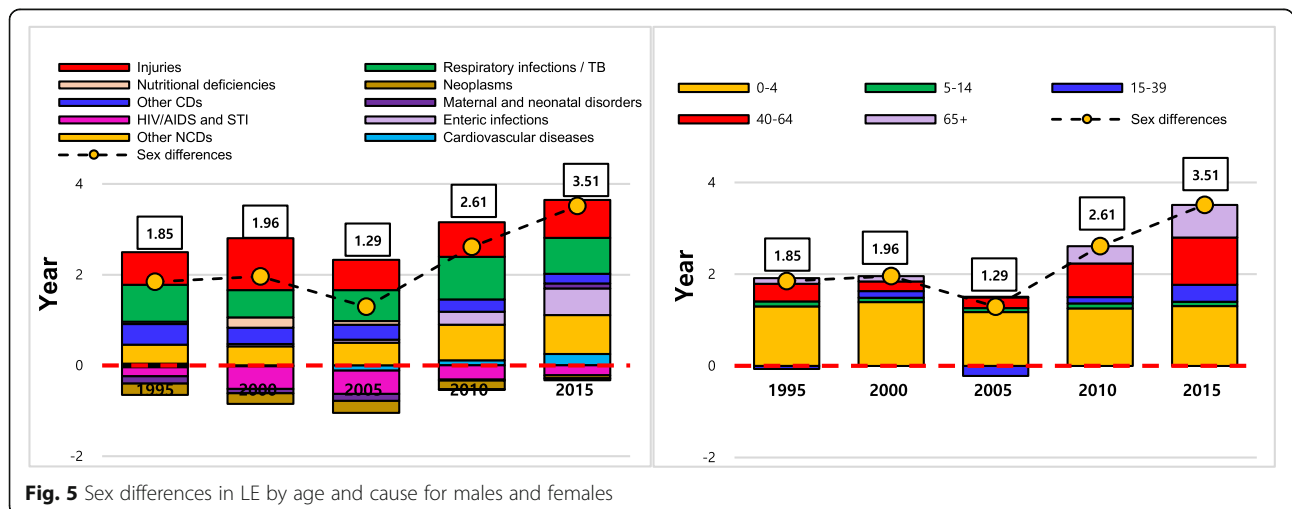 Injuries
Respiratory infections / TB
Nutritional deficiencies
Neoplasms
Other CDs
Maternal and neonatal disorders
HIV/AIDS and STI
Enteric infections
Other NCDs
Cardiovascular diseases
Sex differences
4
3.51
2.61
1.96
1.85
1.29
2
Year
0
1995
2000
2005
2010
2015
-2
0-4
5-14
15-39
40-64
65+
Sex differences
4
3.51
2.61
1.85
1.96
1.29
2
Year
0
1995
2000
2005
2010
2015
-2
Fig. 5 Sex differences in LE by age and cause for males and females